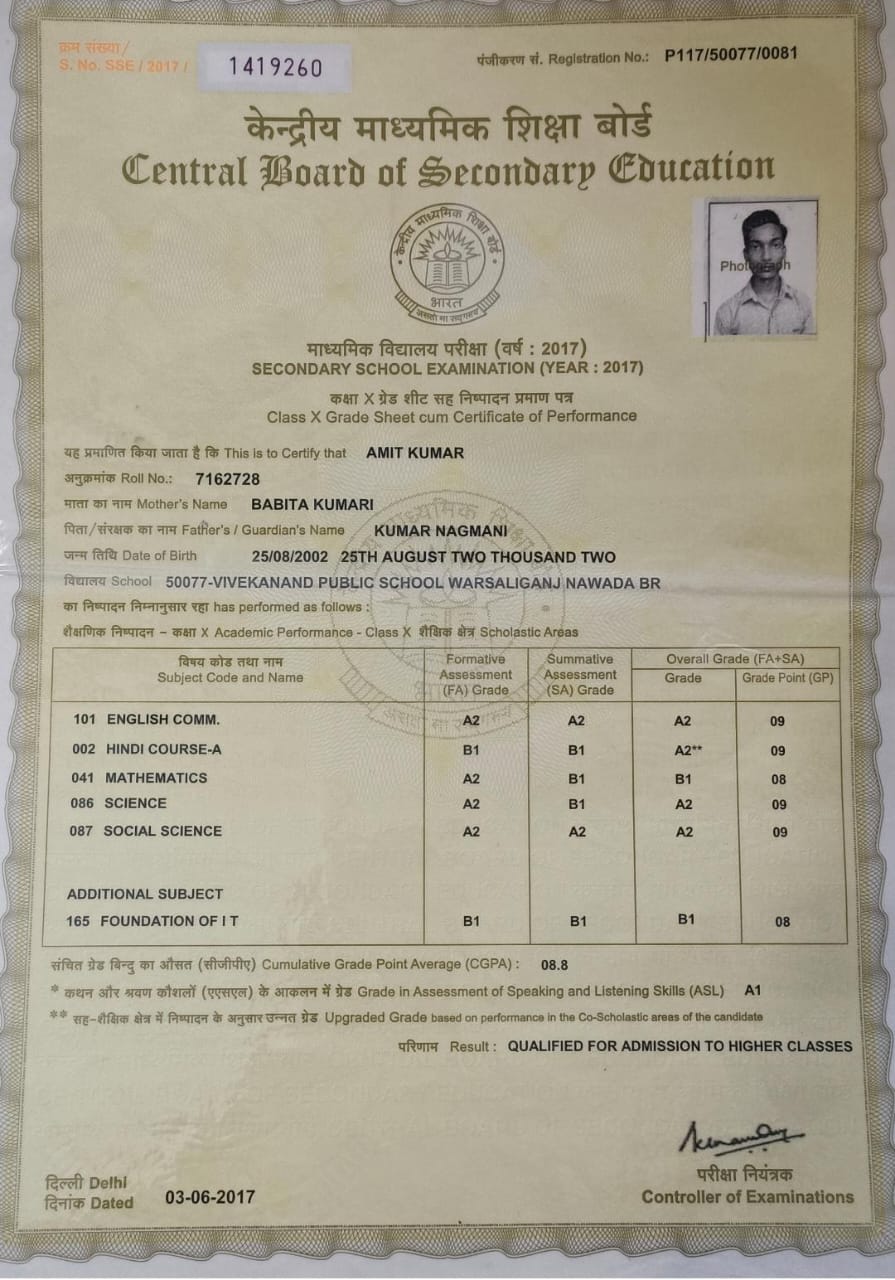 क्रम संख्या/
S. No. SSE / 2017 / 1419260
पंजीकरण सं. Registration No.: P117/50077/0081
केन्द्रीय माध्यमिक शिक्षा बोर्ड
Central Board of Secondary Education
केन्द्रीय माध्यमिक शिक्षा बोर्ड
भारत
असतो मा सद्गमय
Photograph
माध्यमिक विद्यालय परीक्षा (वर्ष : 2017)
SECONDARY SCHOOL EXAMINATION (YEAR : 2017)
कक्षा X ग्रेड शीट सह निष्पादन प्रमाण पत्र
Class X Grade Sheet cum Certificate of Performance
यह प्रमाणित किया जाता है कि This is to Certify that AMIT KUMAR
अनुक्रमांक Roll No.: 7162728
माता का नाम Mother's Name BABITA KUMARI
पिता/संरक्षक का नाम Father's / Guardian's Name KUMAR NAGMANI
जन्म तिथि Date of Birth 25/08/2002 25TH AUGUST TWO THOUSAND TWO
विद्यालय School 50077-VIVEKANAND PUBLIC SCHOOL WARSALIGANJ NAWADA BR
का निष्पादन निम्नानुसार रहा has performed as follows :
शैक्षणिक निष्पादन – कक्षा X Academic Performance - Class X शैक्षिक क्षेत्र Scholastic Areas
विषय कोड तथा नाम
Subject Code and Name
Formative
Assessment
(FA) Grade
Summative
Assessment
(SA) Grade
Overall Grade (FA+SA)
Grade Grade Point (GP)
101 ENGLISH COMM. A2 A2 A2 09
002 HINDI COURSE-A B1 B1 A2** 09
041 MATHEMATICS A2 B1 B1 08
086 SCIENCE A2 B1 A2 09
087 SOCIAL SCIENCE A2 A2 A2 09
ADDITIONAL SUBJECT
165 FOUNDATION OF I T B1 B1 B1 08
संचित ग्रेड बिन्दु का औसत (सीजीपीए) Cumulative Grade Point Average (CGPA) : 08.8
* कथन और श्रवण कौशलों (एएसएल) के आकलन में ग्रेड Grade in Assessment of Speaking and Listening Skills (ASL) A1
** सह-शैक्षिक क्षेत्र में निष्पादन के अनुसार उन्नत ग्रेड Upgraded Grade based on performance in the Co-Scholastic areas of the candidate
परिणाम Result : QUALIFIED FOR ADMISSION TO HIGHER CLASSES
दिल्ली Delhi
दिनांक Dated 03-06-2017
परीक्षा नियंत्रक
Controller of Examinations